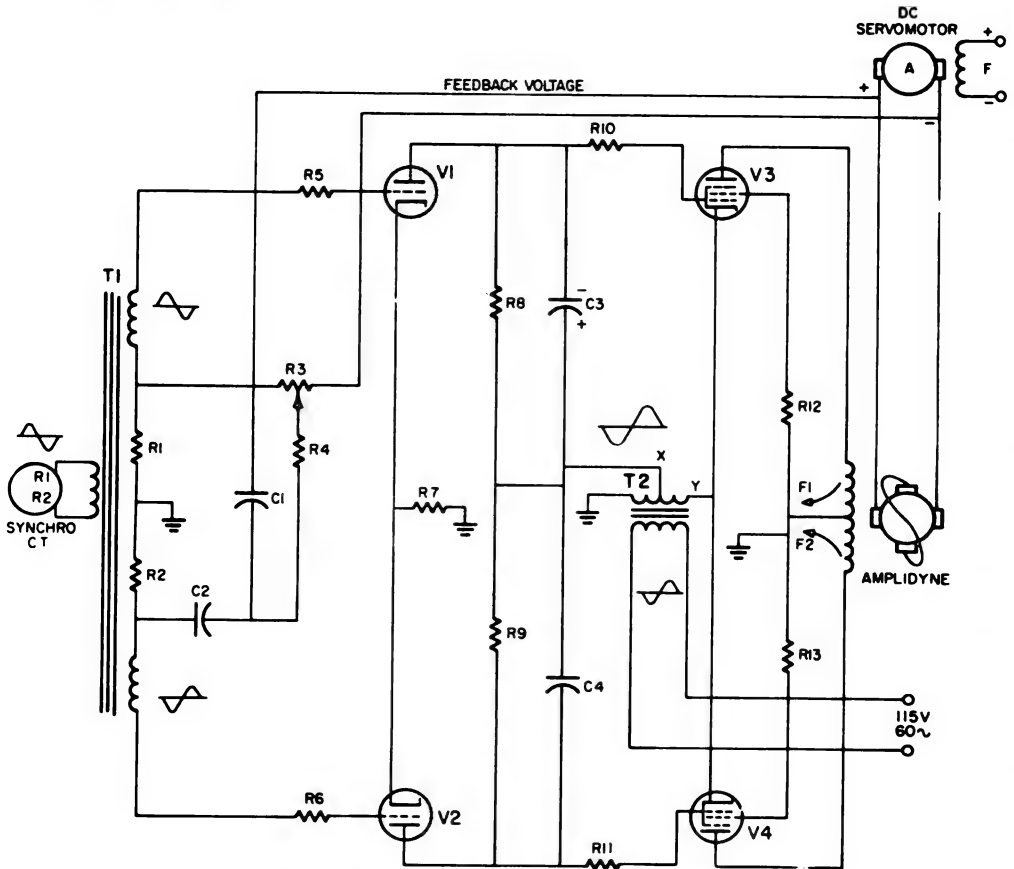 DC
SERVOMOTOR
+
A
F
+
-
FEEDBACK VOLTAGE
-
R10
V1
V3
R5
T1
R8
-
C3
+
R3
R12
R1
R4
X
Y
T2
R1
R2
SYNCHRO
C T
C1
R7
F1
F2
AMPLIDYNE
R2
C2
R9
R13
C4
115V
60~
R6
V2
R11
V4